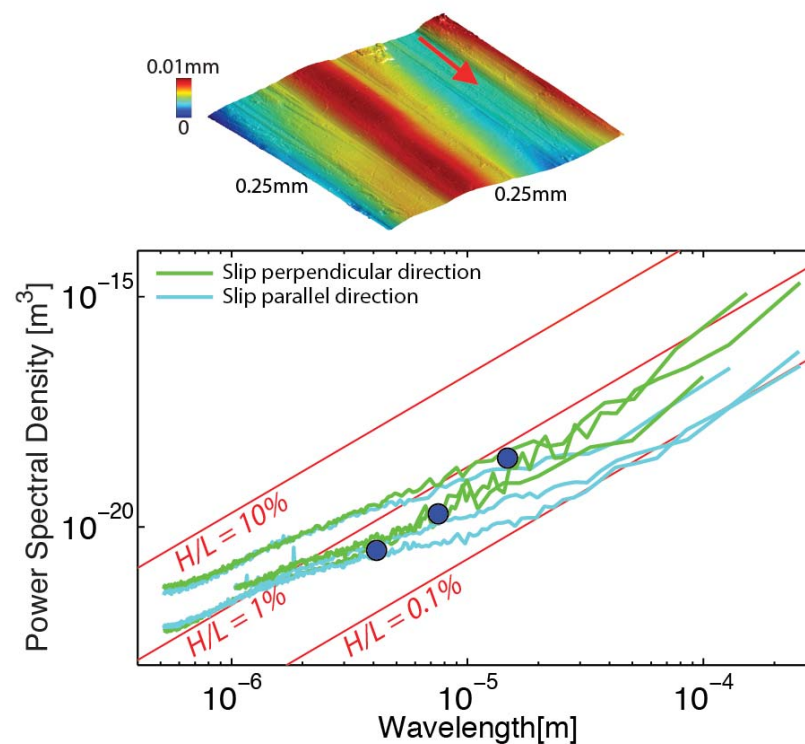 0.01mm
0
0.25mm
0.25mm
Slip perpendicular direction
Slip parallel direction
Power Spectral Density [m³]
10⁻¹⁵
10⁻²⁰
H/L = 10%
H/L = 1%
H/L = 0.1%
10⁻⁶
10⁻⁵
10⁻⁴
Wavelength[m]